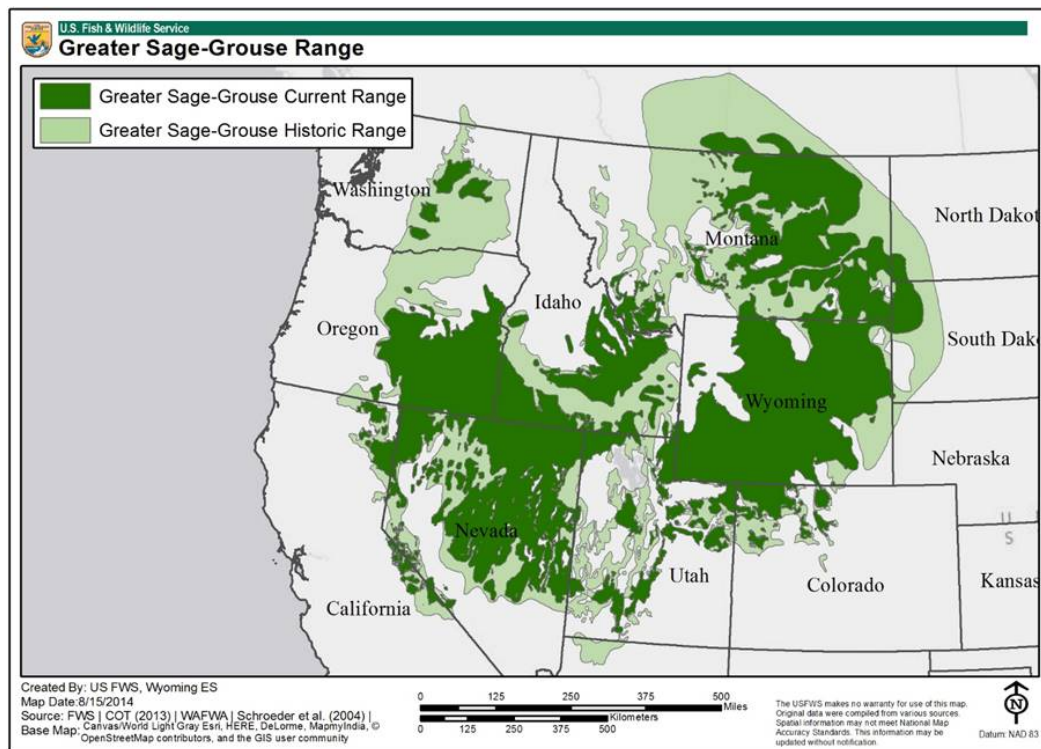 U.S. Fish & Wildlife Service
Greater Sage-Grouse Range
Greater Sage-Grouse Current Range
Greater Sage-Grouse Historic Range
Washington
North Dakot
Montana
Idaho
Oregon
South Dak
Wyoming
Nebraska
U
S
Nevada
Utah
Colorado
Kansas
California
Created By: US FWS, Wyoming ES
Map Date:8/15/2014
Source: FWS | COT (2013) | WAFWA | Schroeder et al. (2004) |
Base Map: Canvas/World Light Gray Esri, HERE, DeLorme, MapmyIndia, ©
OpenStreetMap contributors, and the GIS user community
0 125 250 375 500
Miles
Kilometers
0 125 250 375 500
The USFWS makes no warranty for use of this map.
Original data were compiled from various sources.
Spatial information may not meet National Map
Accuracy Standards. This information may be
updated without notification.
N
Datum: NAD 83